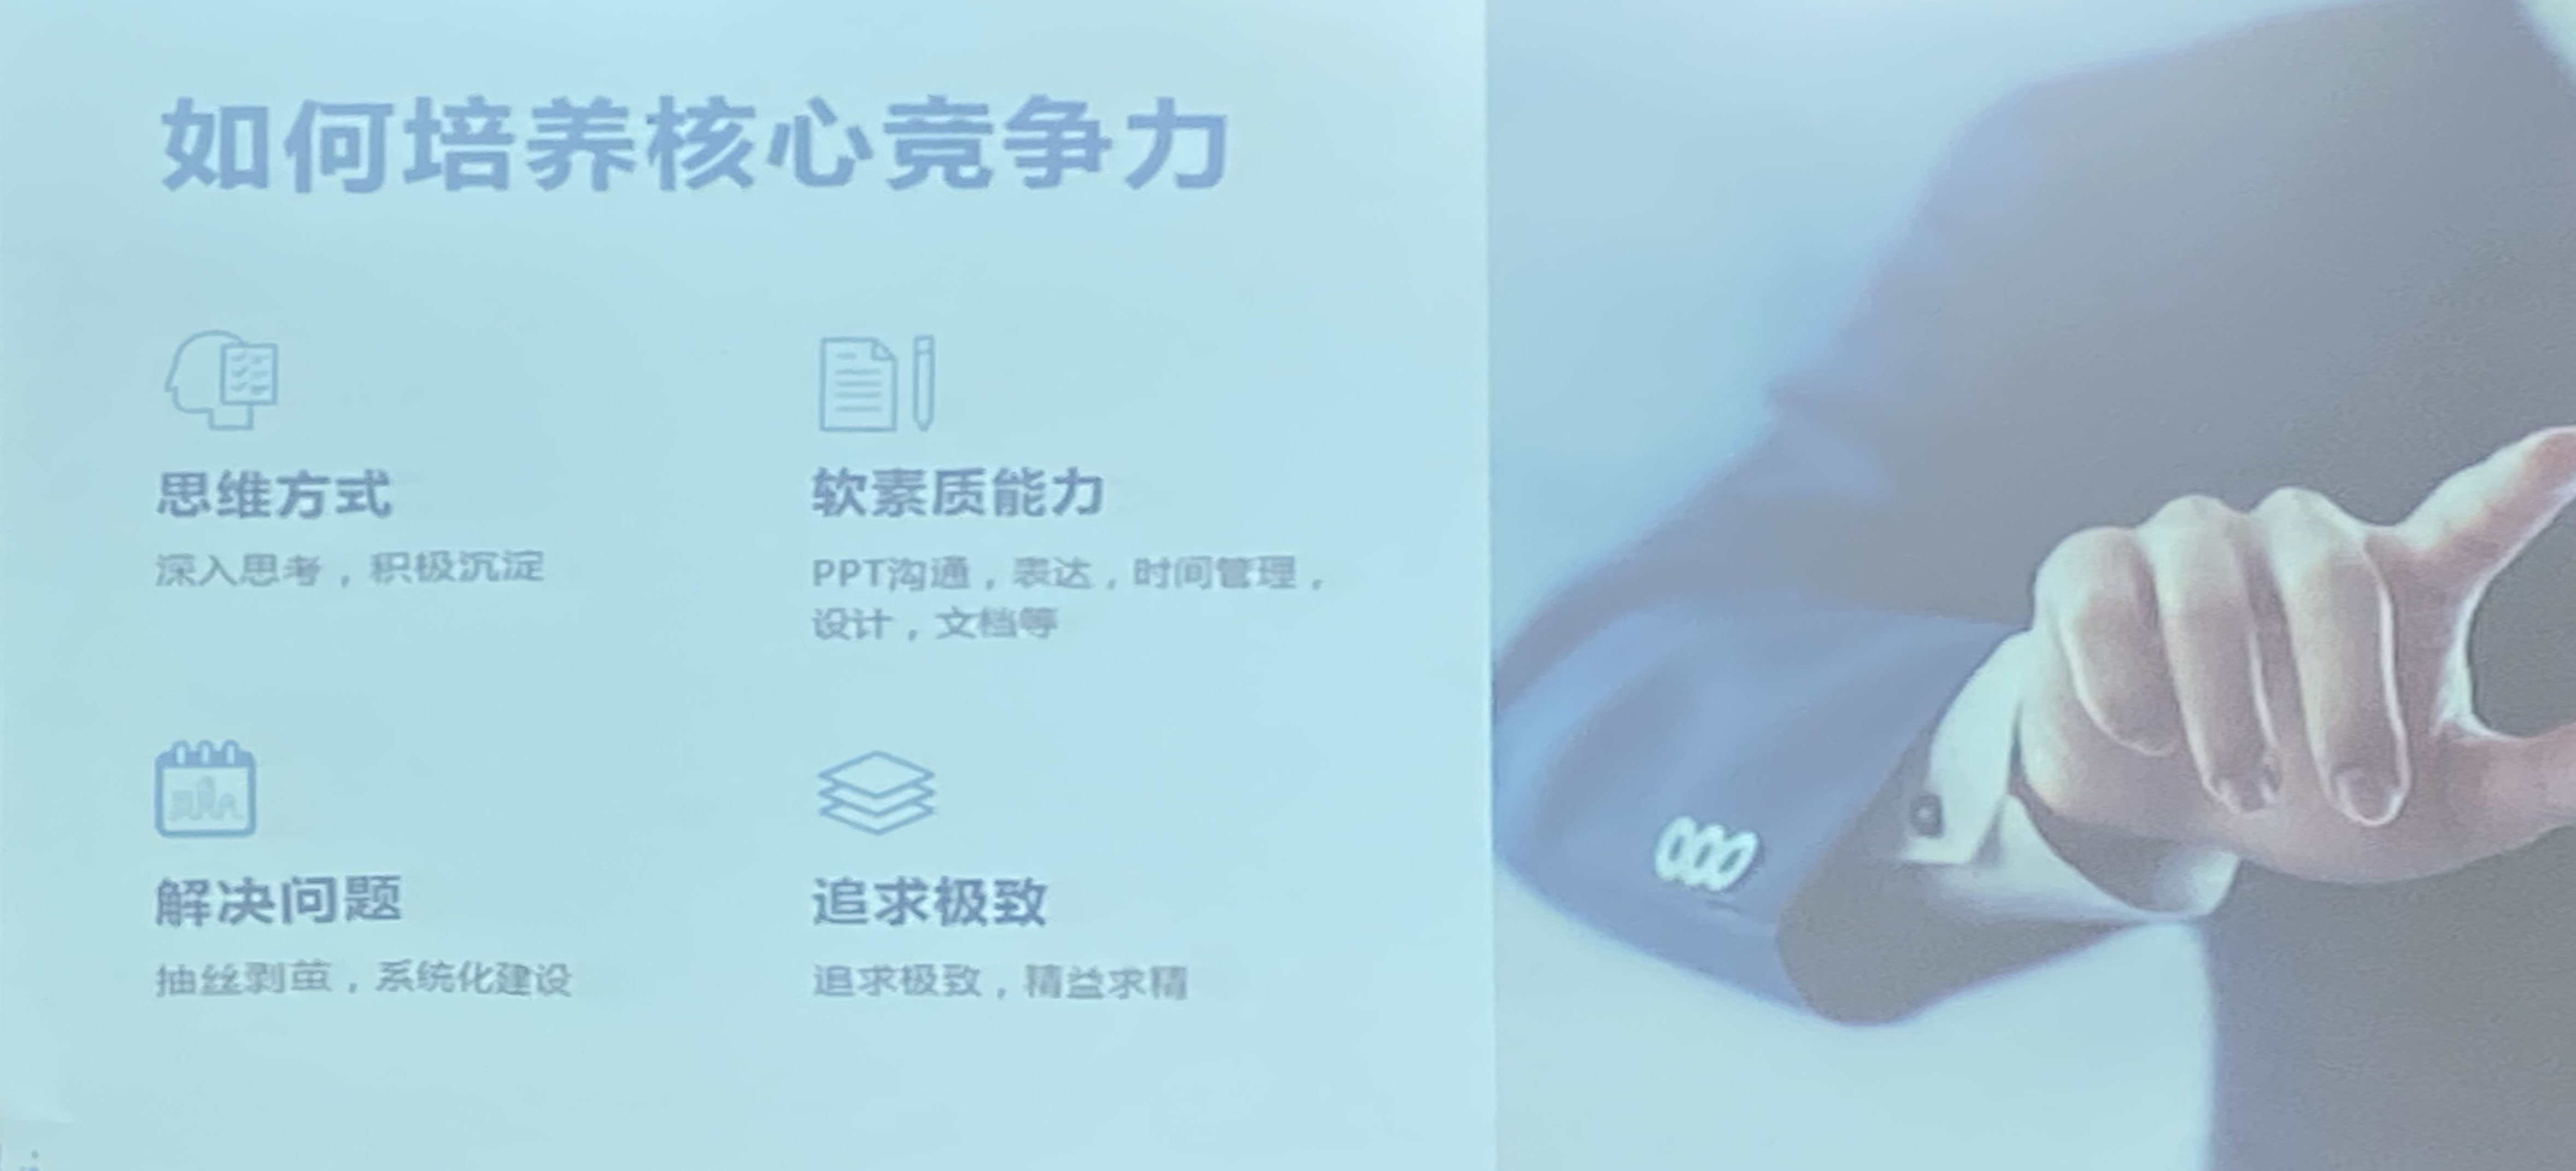 如何培养核心竞争力
思维方式
深入思考，积极沉淀
软素质能力
PPT沟通，表达，时间管理，
设计，文档等
解决问题
抽丝剥茧，系统化建设
追求极致
追求极致，精益求精